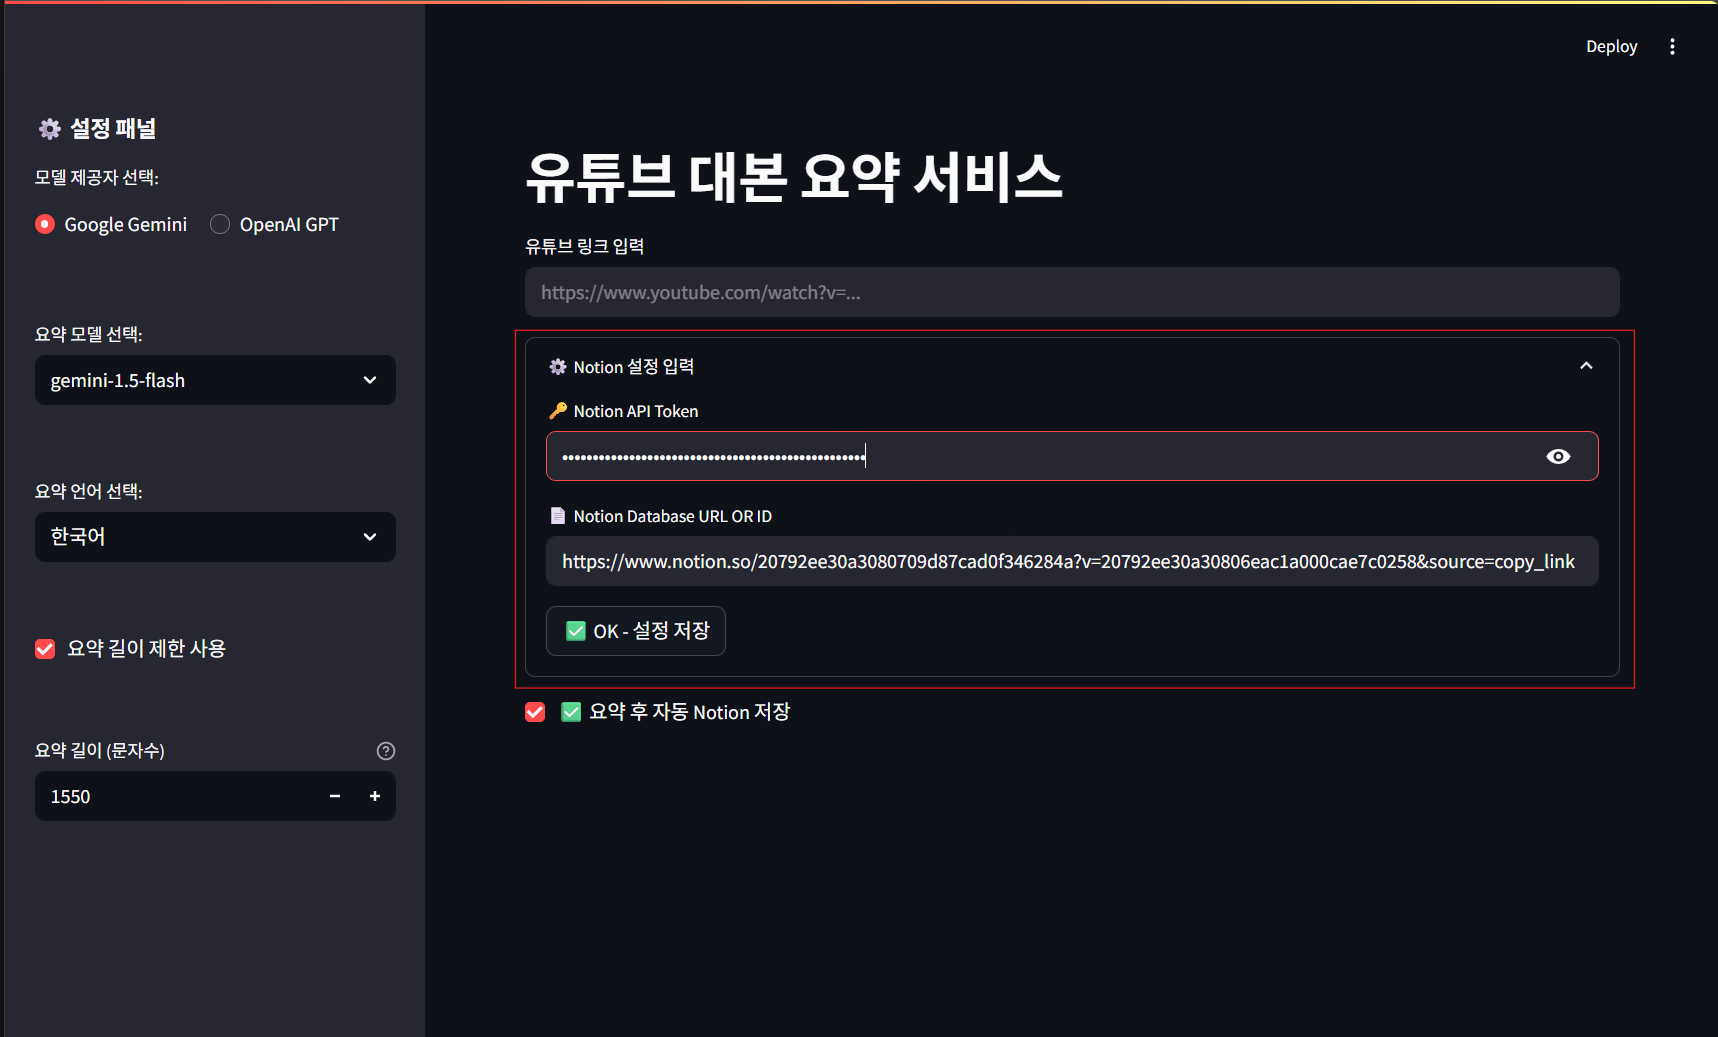 Deploy
설정 패널
모델 제공자 선택:
Google Gemini
OpenAI GPT
요약 모델 선택:
gemini-1.5-flash
요약 언어 선택:
한국어
요약 길이 제한 사용
요약 길이 (문자수)
1550
유튜브 대본 요약 서비스
유튜브 링크 입력
https://www.youtube.com/watch?v=...
Notion 설정 입력
Notion API Token
Notion Database URL OR ID
https://www.notion.so/20792ee30a3080709d87cad0f346284a?v=20792ee30a30806eac1a000cae7c0258&source=copy_link
OK - 설정 저장
요약 후 자동 Notion 저장